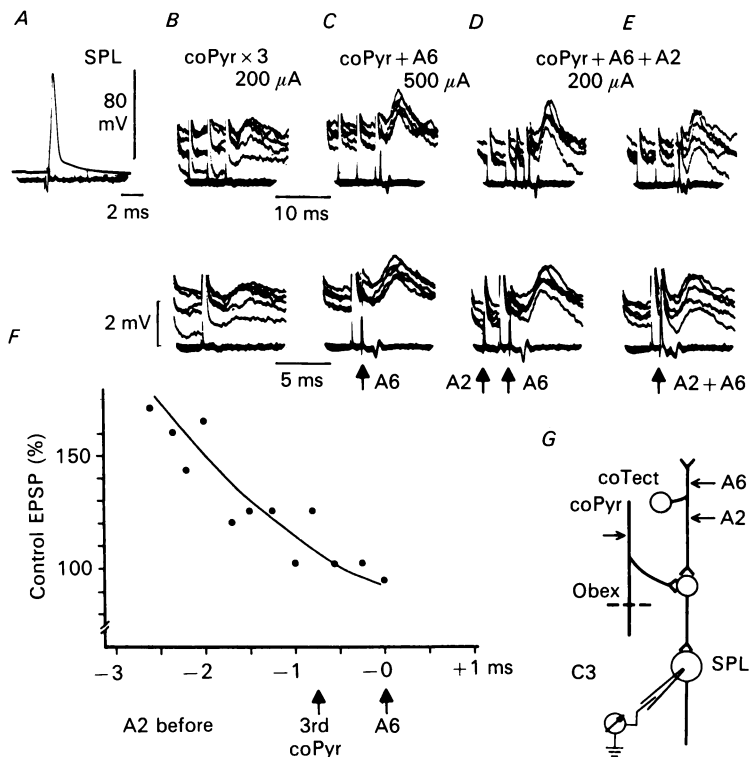 A B C D E
SPL coPyr × 3 coPyr + A6 coPyr + A6 + A2
200 μA 500 μA 200 μA
80
mV
2 ms 10 ms
2 mV
5 ms A6 A2 A6 A2 + A6
F
Control EPSP (%)
150
100
−3 −2 −1 −0 +1 ms
A2 before 3rd A6
coPyr
G
coTect A6
coPyr A2
Obex
C3 SPL